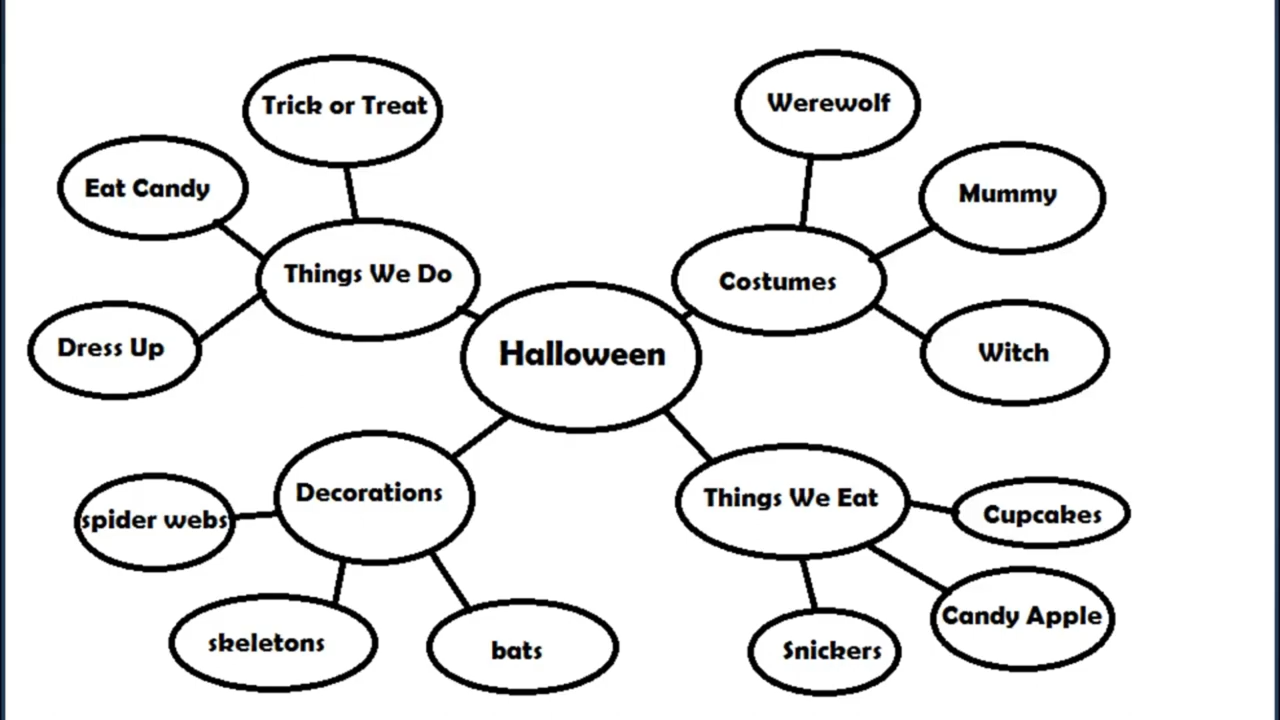 Trick or Treat
Eat Candy
Things We Do
Dress Up
Werewolf
Mummy
Costumes
Witch
Halloween
Decorations
spider webs
skeletons
bats
Things We Eat
Cupcakes
Candy Apple
Snickers